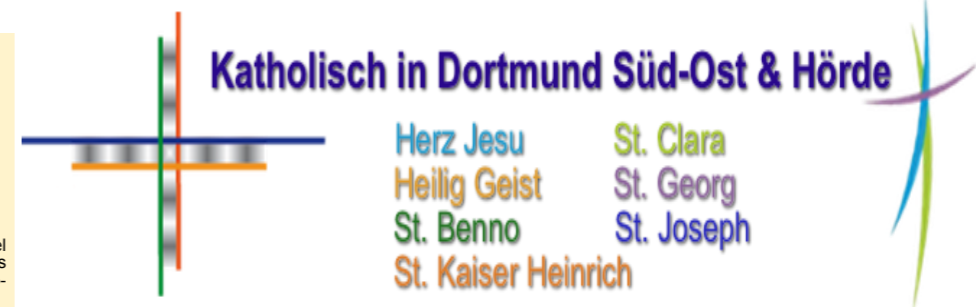 Katholisch in Dortmund Süd-Ost & Hörde
Herz Jesu
Heilig Geist
St. Benno
St. Kaiser Heinrich
St. Clara
St. Georg
St. Joseph